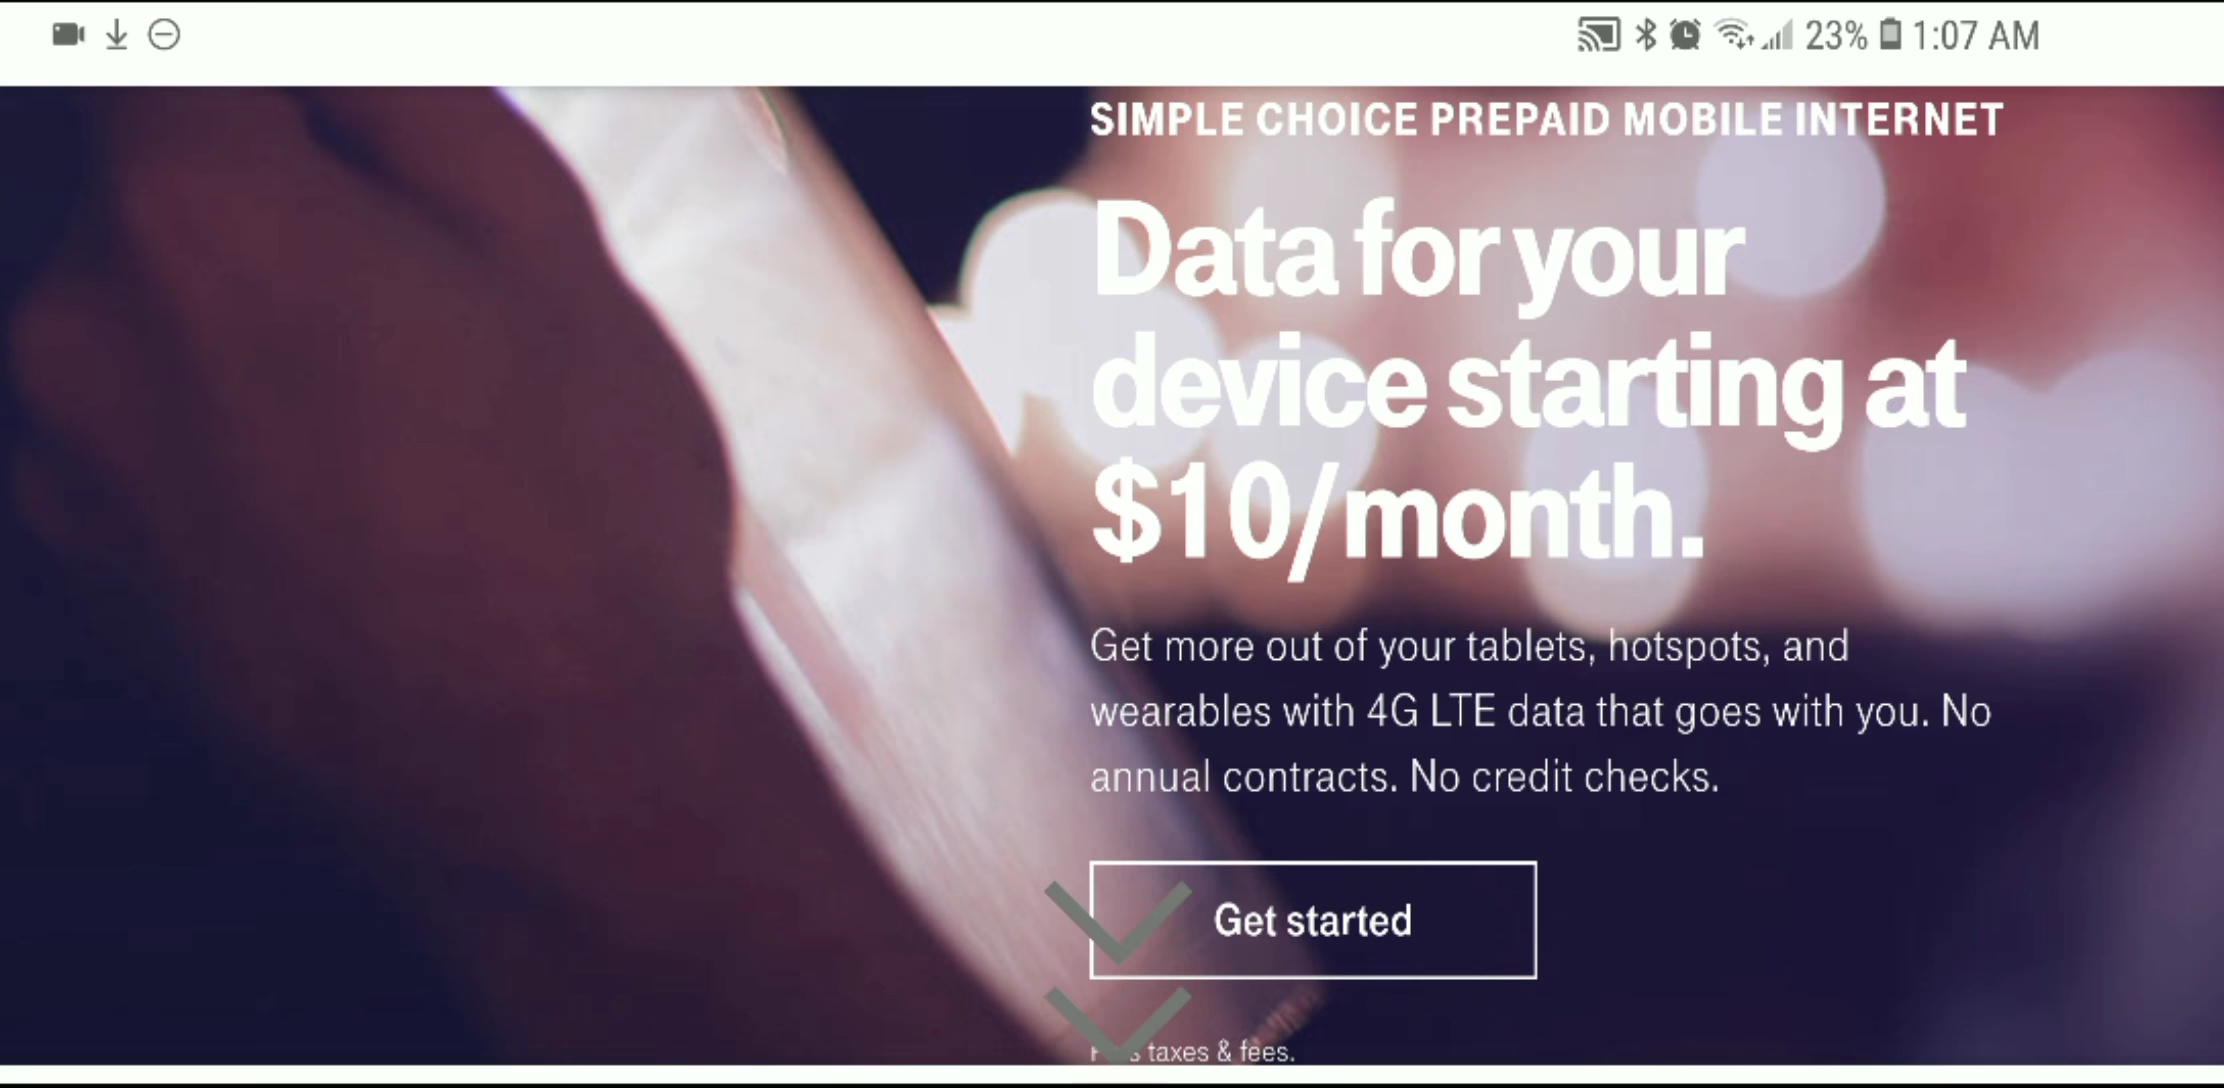 23% 1:07 AM
SIMPLE CHOICE PREPAID MOBILE INTERNET
Data for your
device starting at
$10/month.
Get more out of your tablets, hotspots, and
wearables with 4G LTE data that goes with you. No
annual contracts. No credit checks.
Get started
taxes & fees.